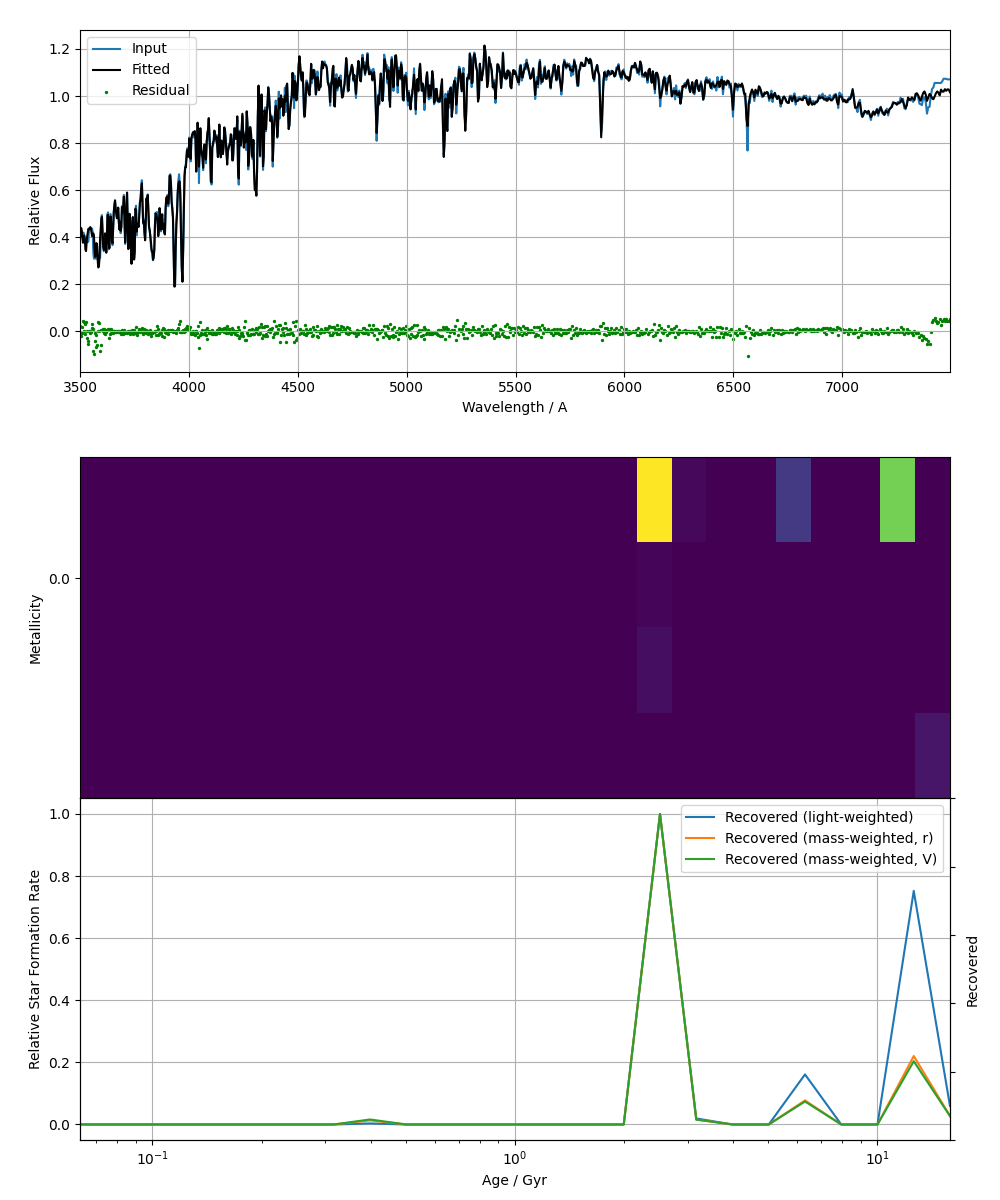 1.2
1.0
0.8
0.6
0.4
0.2
0.0
Relative Flux
Input
Fitted
Residual
3500 4000 4500 5000 5500 6000 6500 7000
Wavelength / A
0.0
Metallicity
1.0
0.8
0.6
0.4
0.2
0.0
Relative Star Formation Rate
Recovered (light-weighted)
Recovered (mass-weighted, r)
Recovered (mass-weighted, V)
Recovered
10⁻¹ 10⁰ 10¹
Age / Gyr